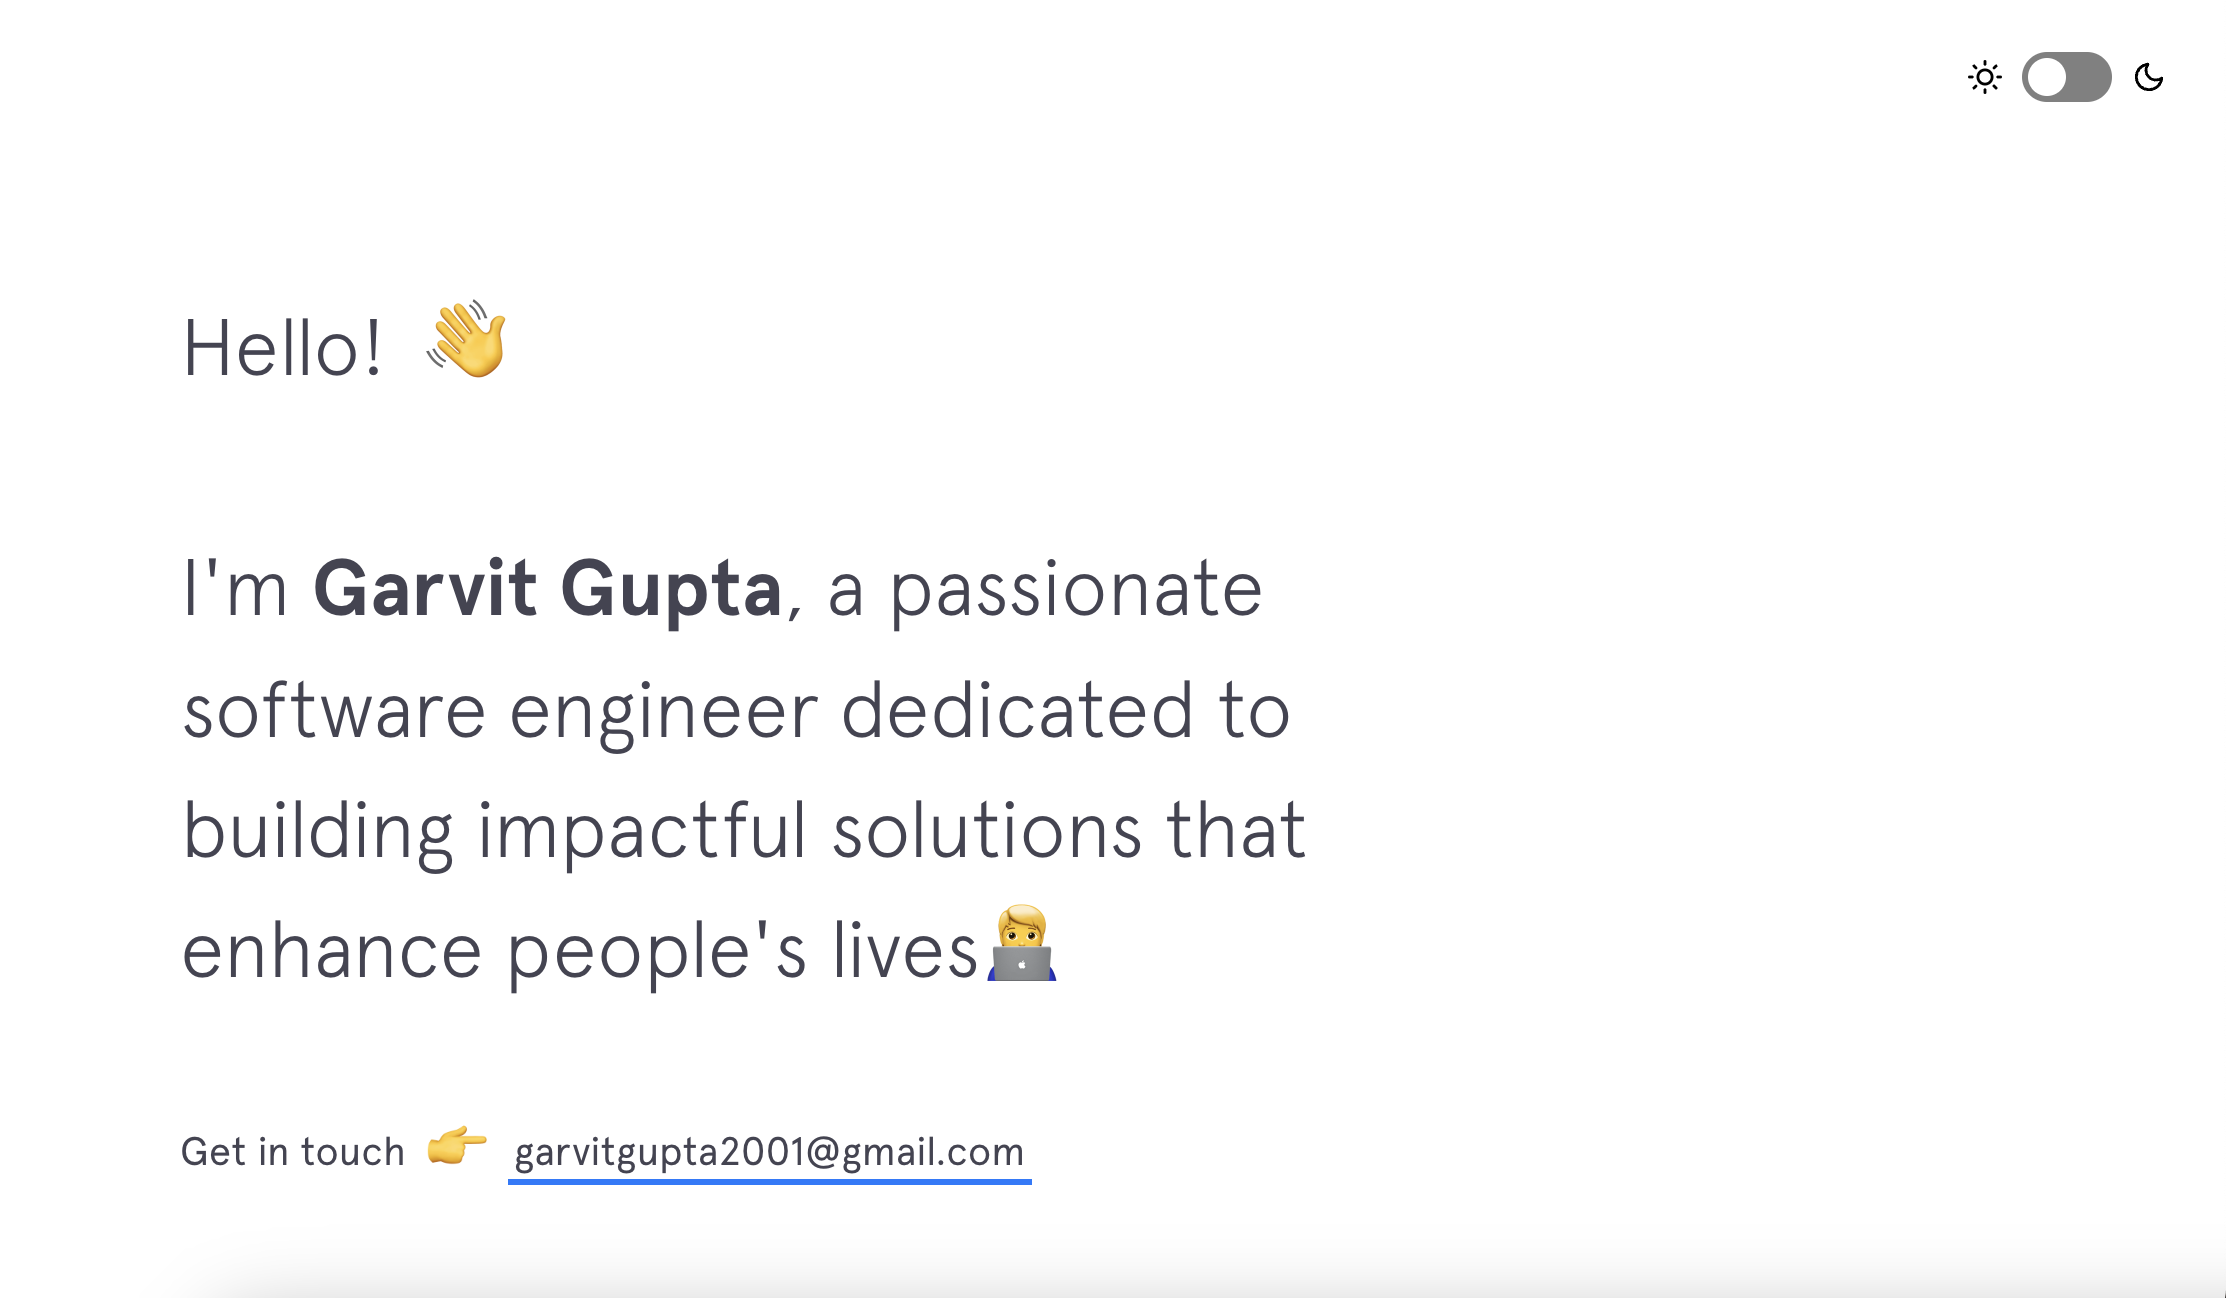 Hello! 👋
I'm Garvit Gupta, a passionate
software engineer dedicated to
building impactful solutions that
enhance people's lives👨‍💻
Get in touch 👉 garvitgupta2001@gmail.com